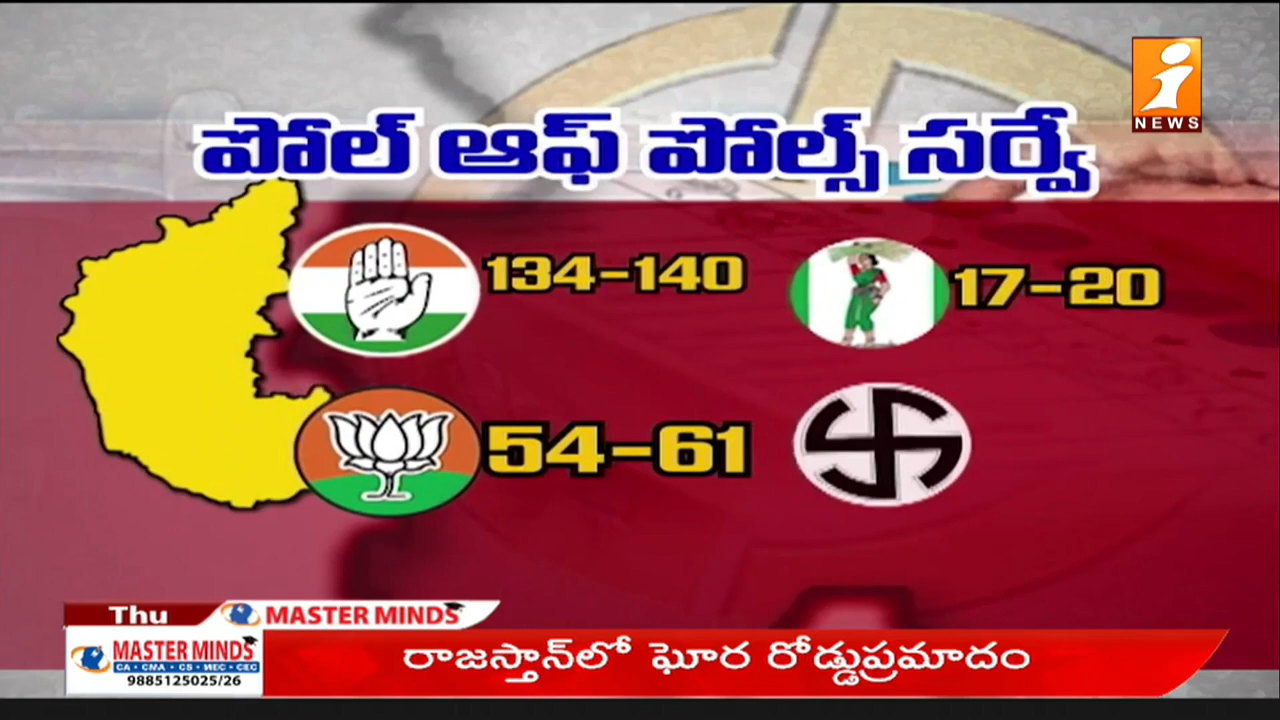 i
NEWS
పోల్ ఆఫ్ పోల్స్ సర్వే
134-140
17-20
54-61
Thu
MASTER MINDS
MASTER MINDS
CA • CMA • CS • MEC • CEC
9885125025/26
రాజస్తాన్‌లో ఘోర రోడ్డుప్రమాదం